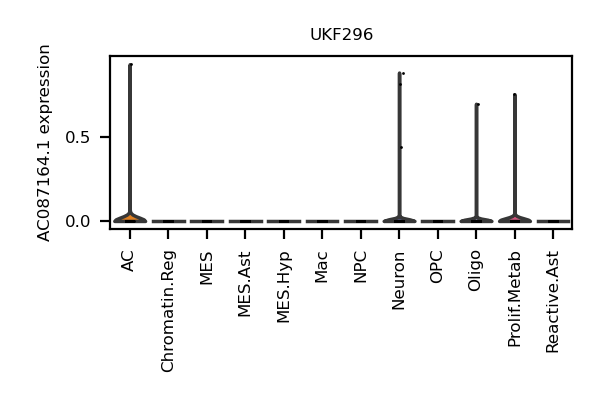 UKF296
AC087164.1 expression
0.5
0.0
AC
Chromatin.Reg
MES
MES.Ast
MES.Hyp
Mac
NPC
Neuron
OPC
Oligo
Prolif.Metab
Reactive.Ast